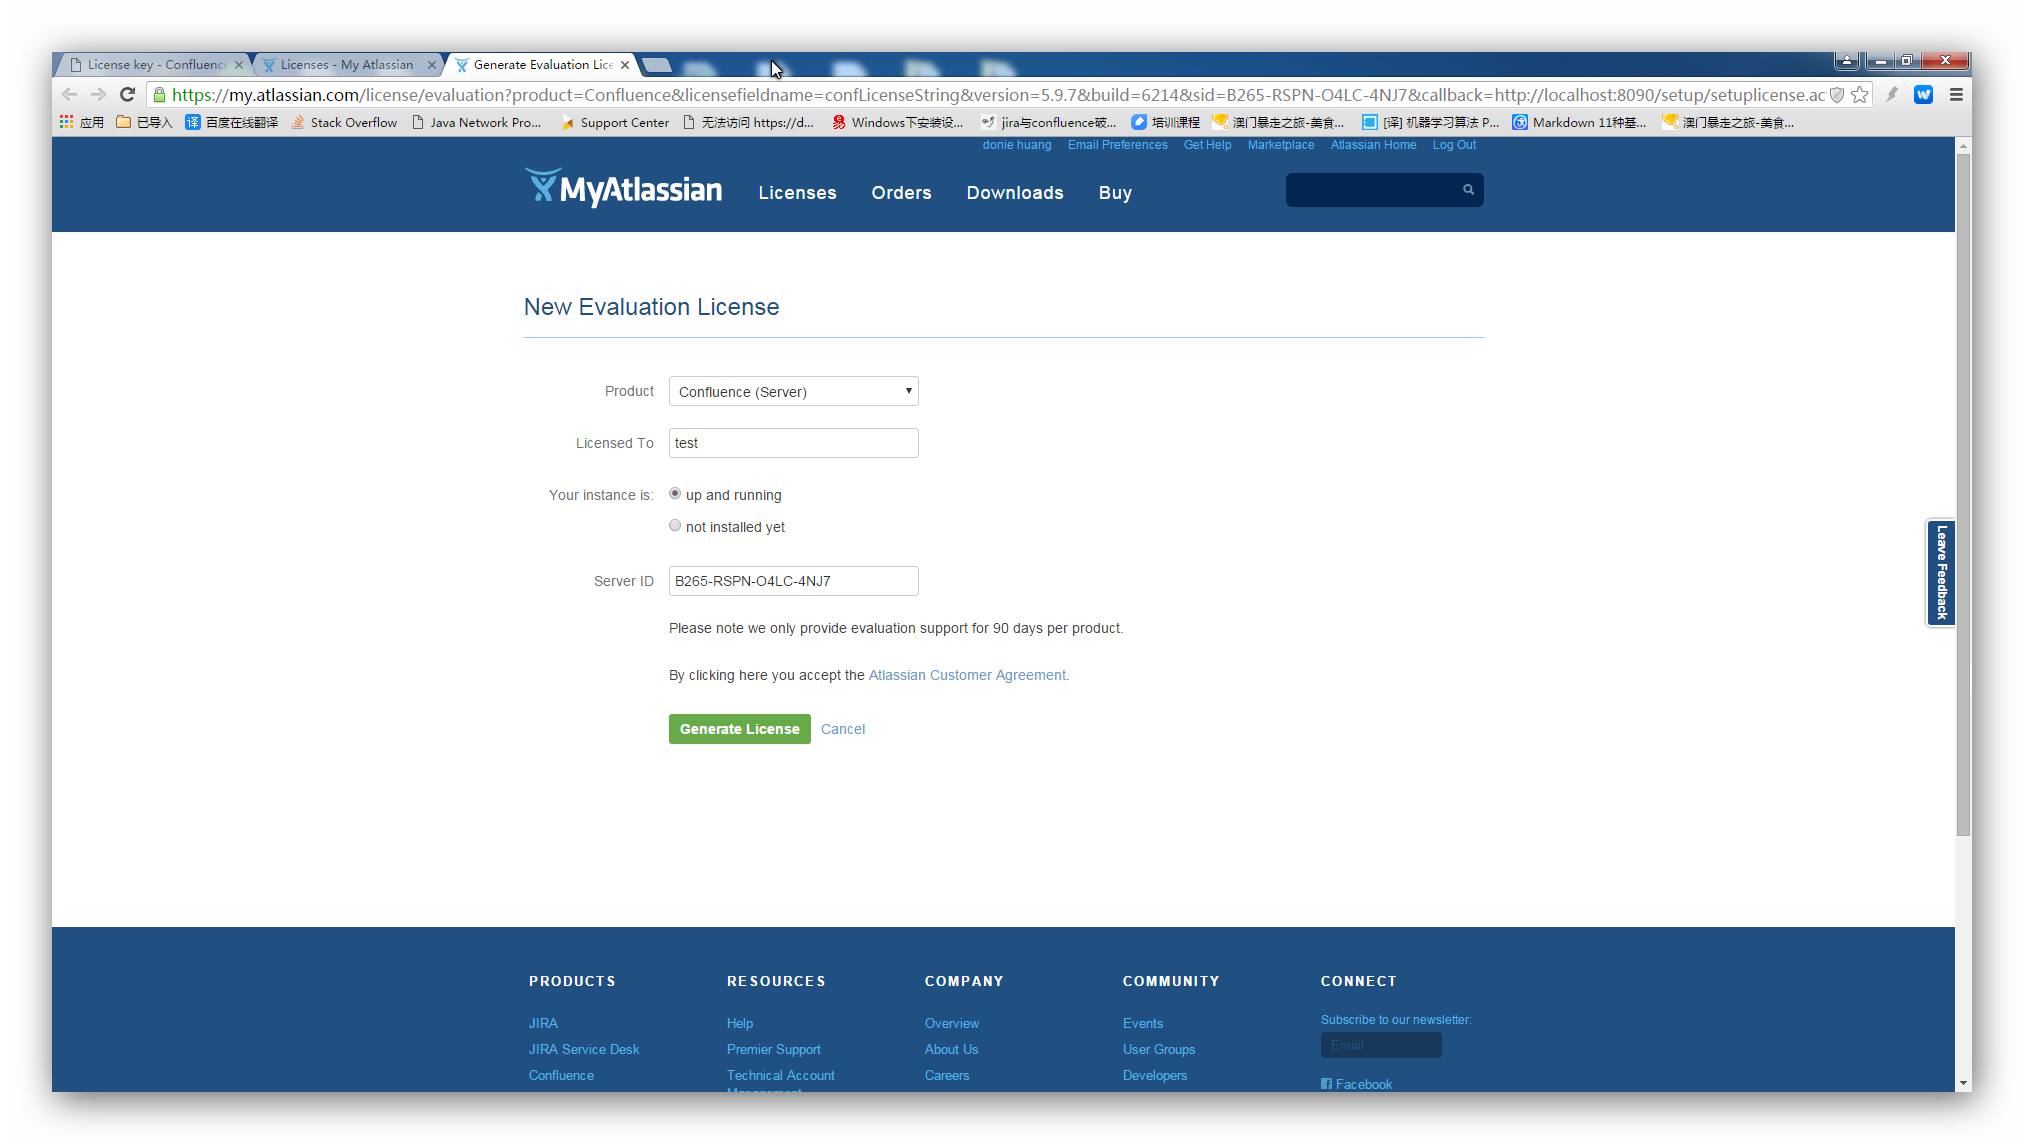 License key - Confluenc
Licenses - My Atlassian
Generate Evaluation Lice
https://my.atlassian.com/license/evaluation?product=Confluence&licensefieldname=confLicenseString&version=5.9.7&build=6214&sid=B265-RSPN-O4LC-4NJ7&callback=http://localhost:8090/setup/setuplicense.ac
应用 已导入 译 百度在线翻译 Stack Overflow Java Network Pro... Support Center 无法访问 https://d... Windows下安装设... jira与confluence破... 培训课程 澳门暴走之旅-美食... [译] 机器学习算法 P... Markdown 11种基... 澳门暴走之旅-美食...
donie huang Email Preferences Get Help Marketplace Atlassian Home Log Out
MyAtlassian Licenses Orders Downloads Buy
New Evaluation License
Product Confluence (Server)
Licensed To test
Your instance is: up and running
not installed yet
Server ID B265-RSPN-O4LC-4NJ7
Please note we only provide evaluation support for 90 days per product.
By clicking here you accept the Atlassian Customer Agreement.
Generate License Cancel
Leave Feedback
PRODUCTS RESOURCES COMPANY COMMUNITY CONNECT
JIRA Help Overview Events Subscribe to our newsletter:
Email
JIRA Service Desk Premier Support About Us User Groups
Confluence Technical Account Careers Developers Facebook
Management